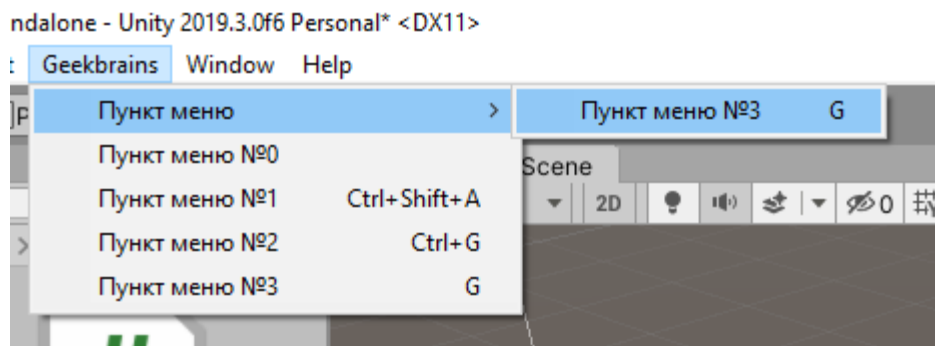 ndalone - Unity 2019.3.0f6 Personal* <DX11>
Geekbrains Window Help
Пункт меню > Пункт меню №3 G
Пункт меню №0
Scene
Пункт меню №1 Ctrl+Shift+A
2D 0
Пункт меню №2 Ctrl+G
Пункт меню №3 G